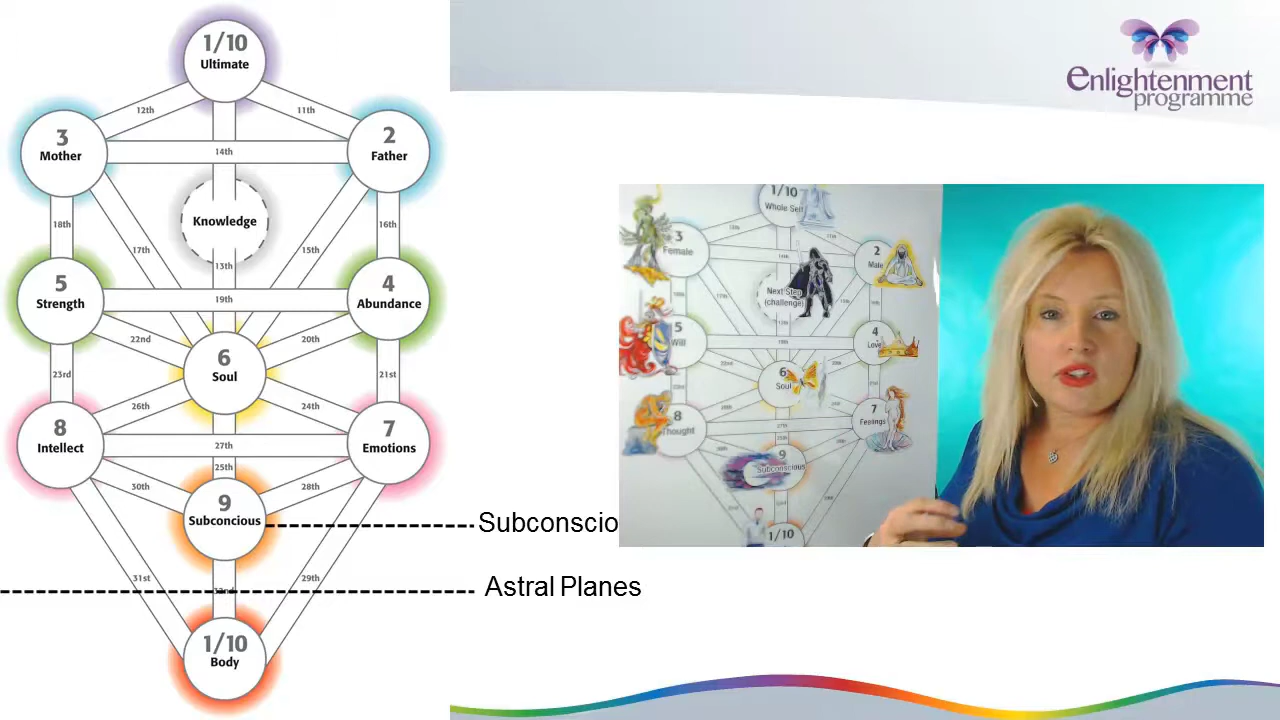 1/10
Ultimate
12th
11th
3
Mother
2
Father
14th
Knowledge
18th
17th
15th
16th
13th
5
Strength
4
Abundance
19th
22nd
20th
6
Soul
23rd
21st
26th
24th
8
Intellect
7
Emotions
27th
25th
30th
28th
9
Subconcious
Subconscio
31st
29th
Astral Planes
1/10
Body
enlightenment
programme
1/10
Whole Self
3
Female
2
Male
Next Step
(challenge)
5
Will
4
Love
6
Soul
8
Thought
7
Feelings
9
Subconscious
1/10